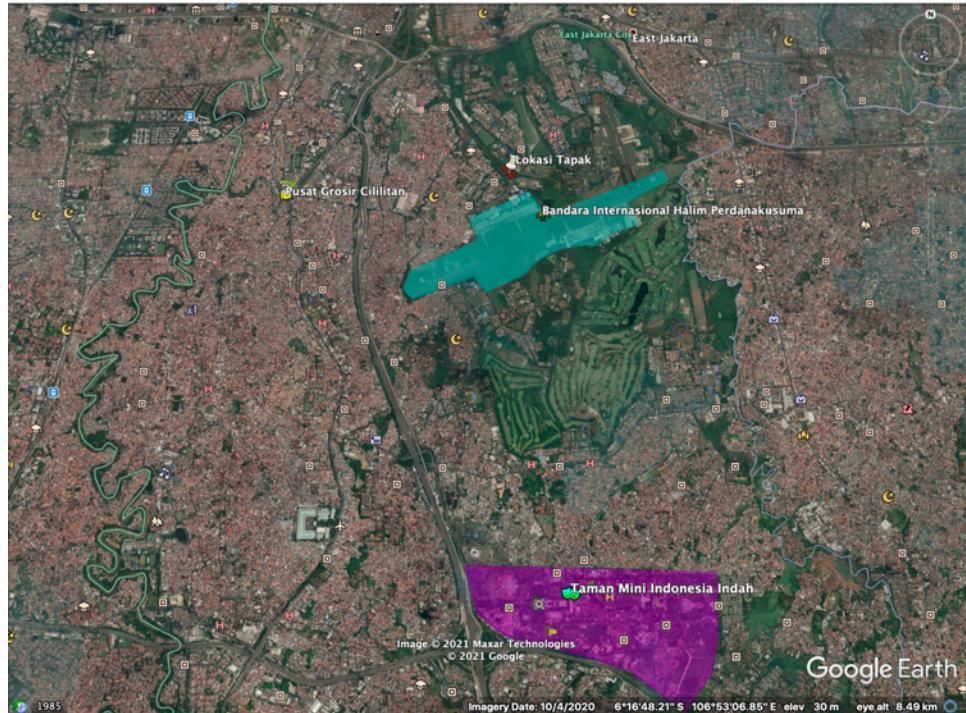 N
East Jakarta City
East Jakarta
Lokasi Tapak
Pusat Grosir Cililitan
Bandara Internasional Halim Perdanakusuma
Taman Mini Indonesia Indah
Image © 2021 Maxar Technologies
© 2021 Google
Google Earth
1985
Imagery Date: 10/4/2020 6°16'48.21" S 106°53'06.85" E elev 30 m eye alt 8.49 km